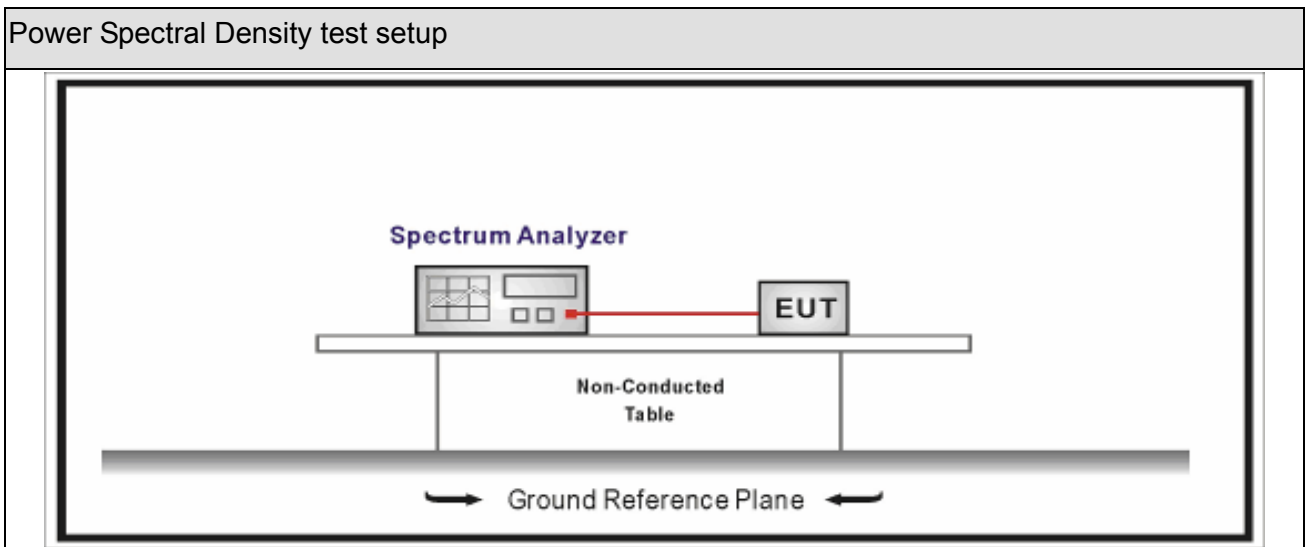 Power Spectral Density test setup
Spectrum Analyzer
EUT
Non-Conducted
Table
Ground Reference Plane